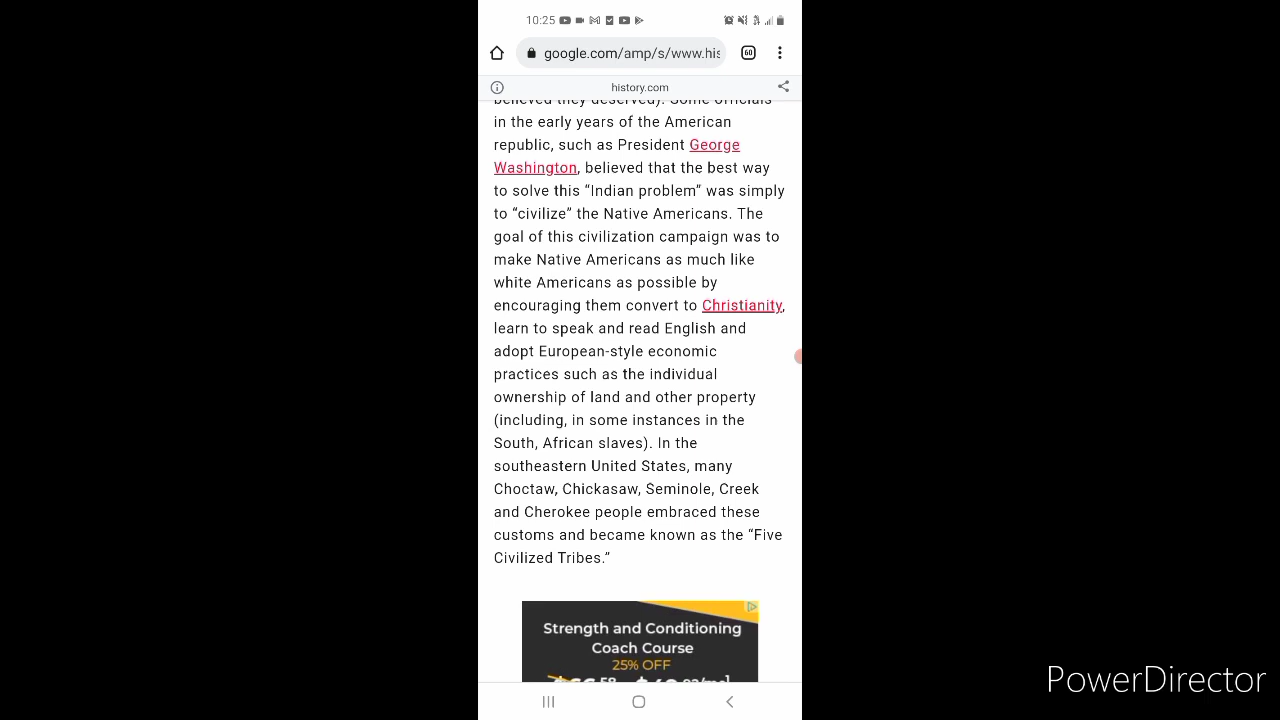 10:25
google.com/amp/s/www.his
60
history.com
believed they deserved). Some officials
in the early years of the American
republic, such as President George
Washington, believed that the best way
to solve this “Indian problem” was simply
to “civilize” the Native Americans. The
goal of this civilization campaign was to
make Native Americans as much like
white Americans as possible by
encouraging them convert to Christianity,
learn to speak and read English and
adopt European-style economic
practices such as the individual
ownership of land and other property
(including, in some instances in the
South, African slaves). In the
southeastern United States, many
Choctaw, Chickasaw, Seminole, Creek
and Cherokee people embraced these
customs and became known as the “Five
Civilized Tribes.”
Strength and Conditioning
Coach Course
25% OFF
PowerDirector